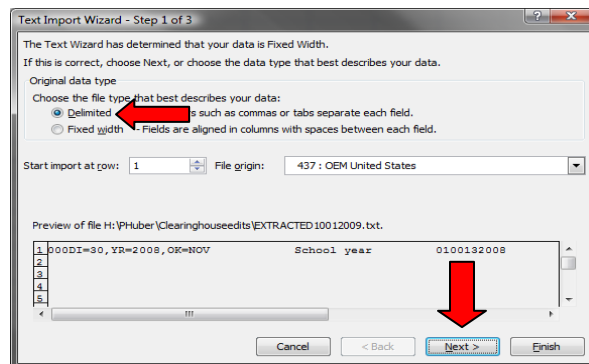 Text Import Wizard - Step 1 of 3
The Text Wizard has determined that your data is Fixed Width.
If this is correct, choose Next, or choose the data type that best describes your data.
Original data type
Choose the file type that best describes your data:
Delimited s such as commas or tabs separate each field.
Fixed width - Fields are aligned in columns with spaces between each field.
Start import at row: 1 File origin: 437 : OEM United States
Preview of file H:\PHuber\Clearinghouseedits\EXTRACTED10012009.txt.
1 000DI=30,YR=2008,OK=NOV School year 0100132008
2
3
4
5
Cancel < Back Next > Finish